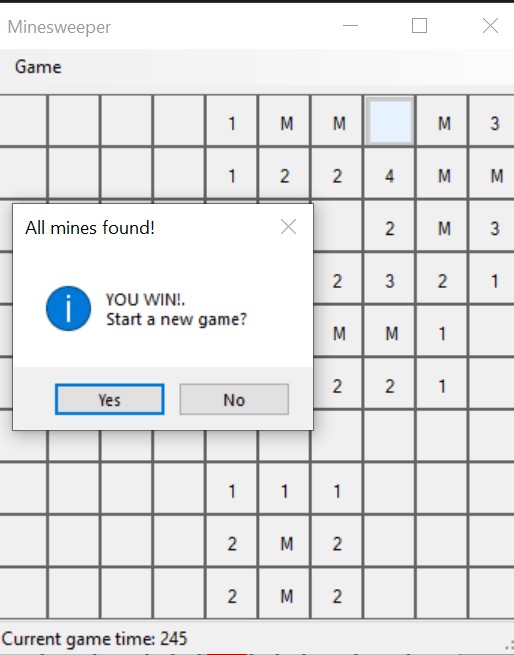 Minesweeper
Game
1 M M M 3
1 2 2 4 M M
All mines found!
2 M 3
YOU WIN!.
Start a new game?
2 3 2 1
M M 1
Yes No
2 2 1
1 1 1
2 M 2
2 M 2
Current game time: 245